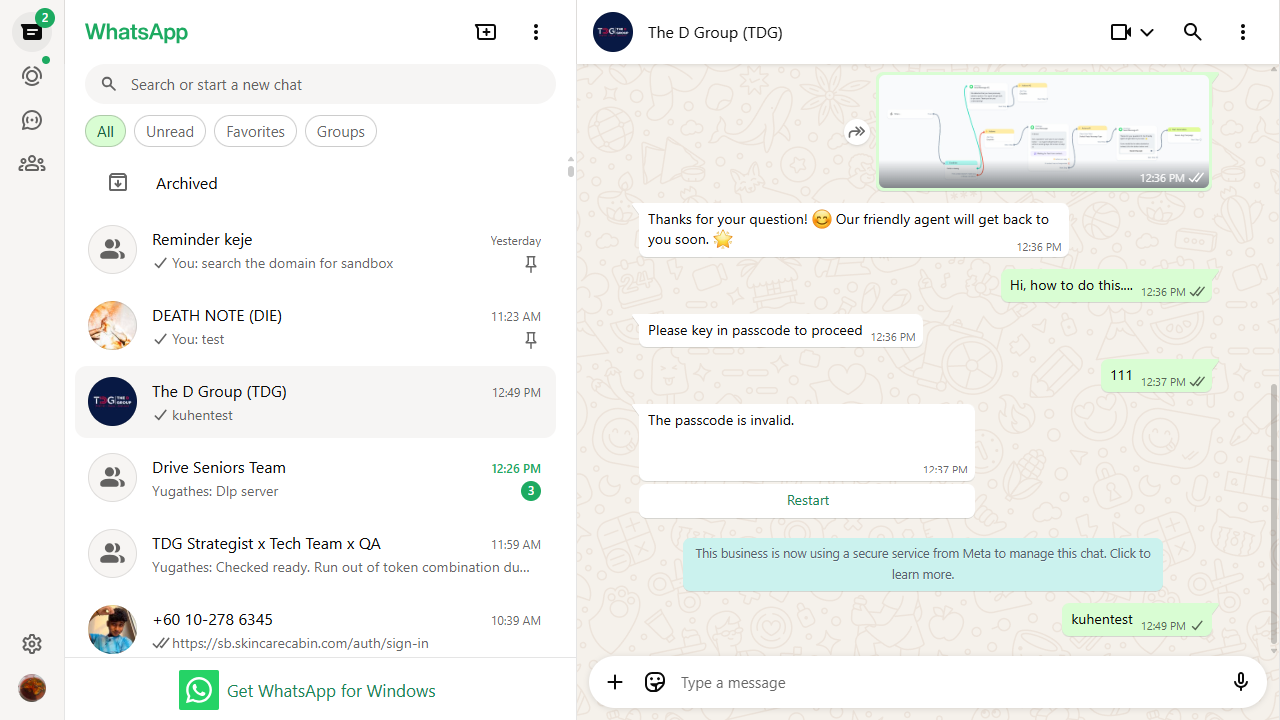 2
WhatsApp
Search or start a new chat
All
Unread
Favorites
Groups
Archived
Reminder keje
Yesterday
You: search the domain for sandbox
DEATH NOTE (DIE)
11:23 AM
You: test
The D Group (TDG)
12:49 PM
kuhentest
Drive Seniors Team
12:26 PM
Yugathes: Dlp server
3
TDG Strategist x Tech Team x QA
11:59 AM
Yugathes: Checked ready. Run out of token combination du...
+60 10-278 6345
10:39 AM
https://sb.skincarecabin.com/auth/sign-in
Get WhatsApp for Windows
The D Group (TDG)
12:36 PM
Thanks for your question! 😊 Our friendly agent will get back to
you soon. 🌟
12:36 PM
Hi, how to do this....
12:36 PM
Please key in passcode to proceed
12:36 PM
111
12:37 PM
The passcode is invalid.
12:37 PM
Restart
This business is now using a secure service from Meta to manage this chat. Click to
learn more.
kuhentest
12:49 PM
Type a message